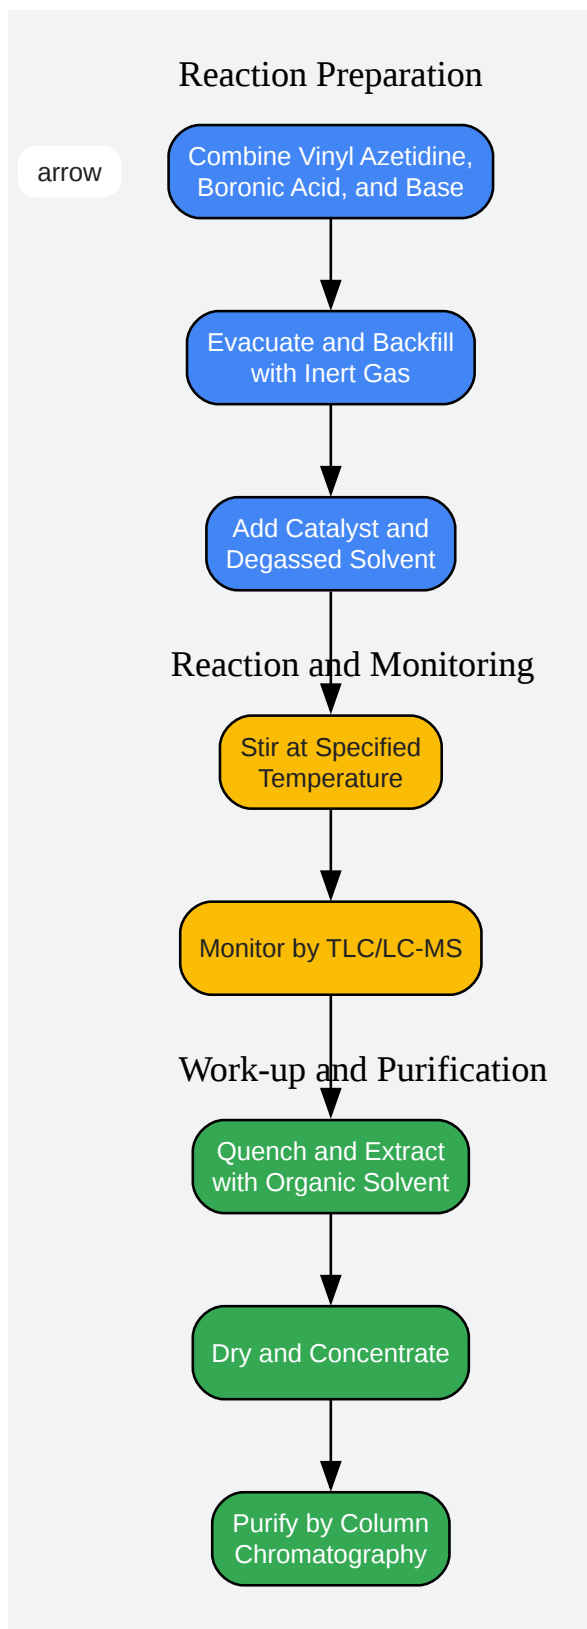 Reaction Preparation
arrow
Combine Vinyl Azetidine,
Boronic Acid, and Base
Evacuate and Backfill
with Inert Gas
Add Catalyst and
Degassed Solvent
Reaction and Monitoring
Stir at Specified
Temperature
Monitor by TLC/LC-MS
Work-up and Purification
Quench and Extract
with Organic Solvent
Dry and Concentrate
Purify by Column
Chromatography